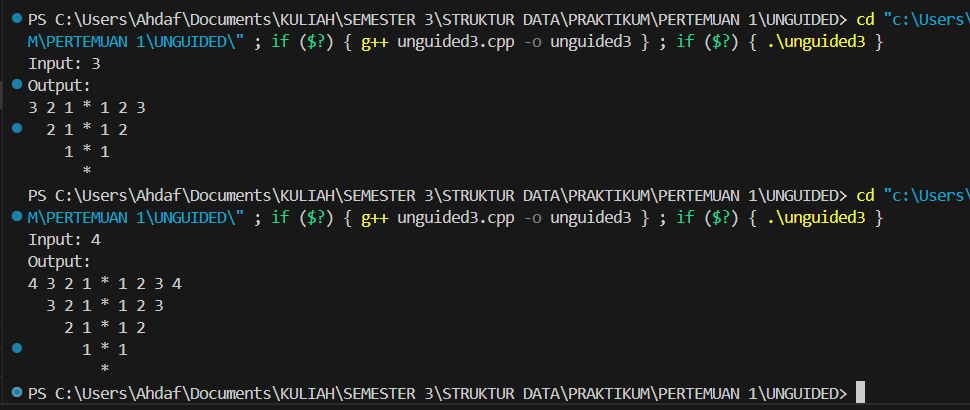 PS C:\Users\Ahdaf\Documents\KULIAH\SEMESTER 3\STRUKTUR DATA\PRAKTIKUM\PERTEMUAN 1\UNGUIDED> cd "c:\Users\
M\PERTEMUAN 1\UNGUIDED\" ; if ($?) { g++ unguided3.cpp -o unguided3 } ; if ($?) { .\unguided3 }
Input: 3
Output:
3 2 1 * 1 2 3
  2 1 * 1 2
    1 * 1
      *
PS C:\Users\Ahdaf\Documents\KULIAH\SEMESTER 3\STRUKTUR DATA\PRAKTIKUM\PERTEMUAN 1\UNGUIDED> cd "c:\Users\
M\PERTEMUAN 1\UNGUIDED\" ; if ($?) { g++ unguided3.cpp -o unguided3 } ; if ($?) { .\unguided3 }
Input: 4
Output:
4 3 2 1 * 1 2 3 4
  3 2 1 * 1 2 3
    2 1 * 1 2
      1 * 1
        *
PS C:\Users\Ahdaf\Documents\KULIAH\SEMESTER 3\STRUKTUR DATA\PRAKTIKUM\PERTEMUAN 1\UNGUIDED>